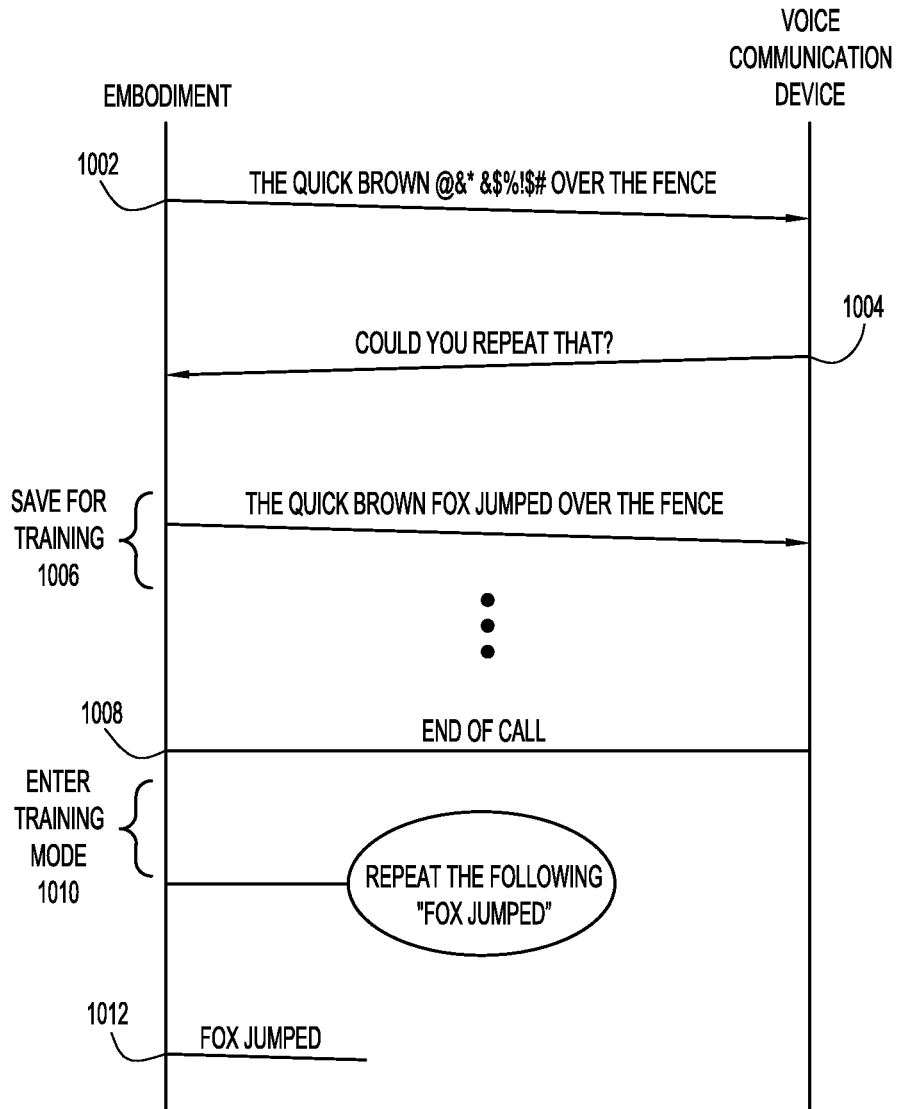 VOICE
COMMUNICATION
DEVICE
EMBODIMENT
1002
THE QUICK BROWN @&* &$%!$# OVER THE FENCE
1004
COULD YOU REPEAT THAT?
SAVE FOR
TRAINING
1006
THE QUICK BROWN FOX JUMPED OVER THE FENCE
1008
END OF CALL
ENTER
TRAINING
MODE
1010
REPEAT THE FOLLOWING
"FOX JUMPED"
1012
FOX JUMPED